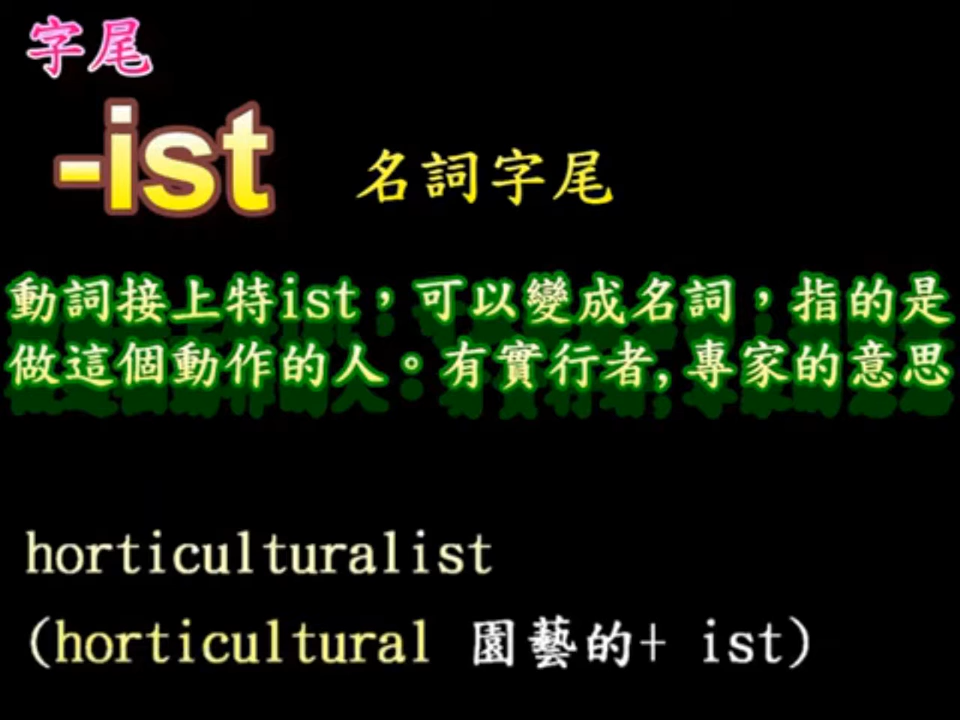 字尾
-ist 名詞字尾
動詞接上特ist，可以變成名詞，指的是
做這個動作的人。有實行者,專家的意思
horticulturalist
(horticultural 園藝的+ ist)